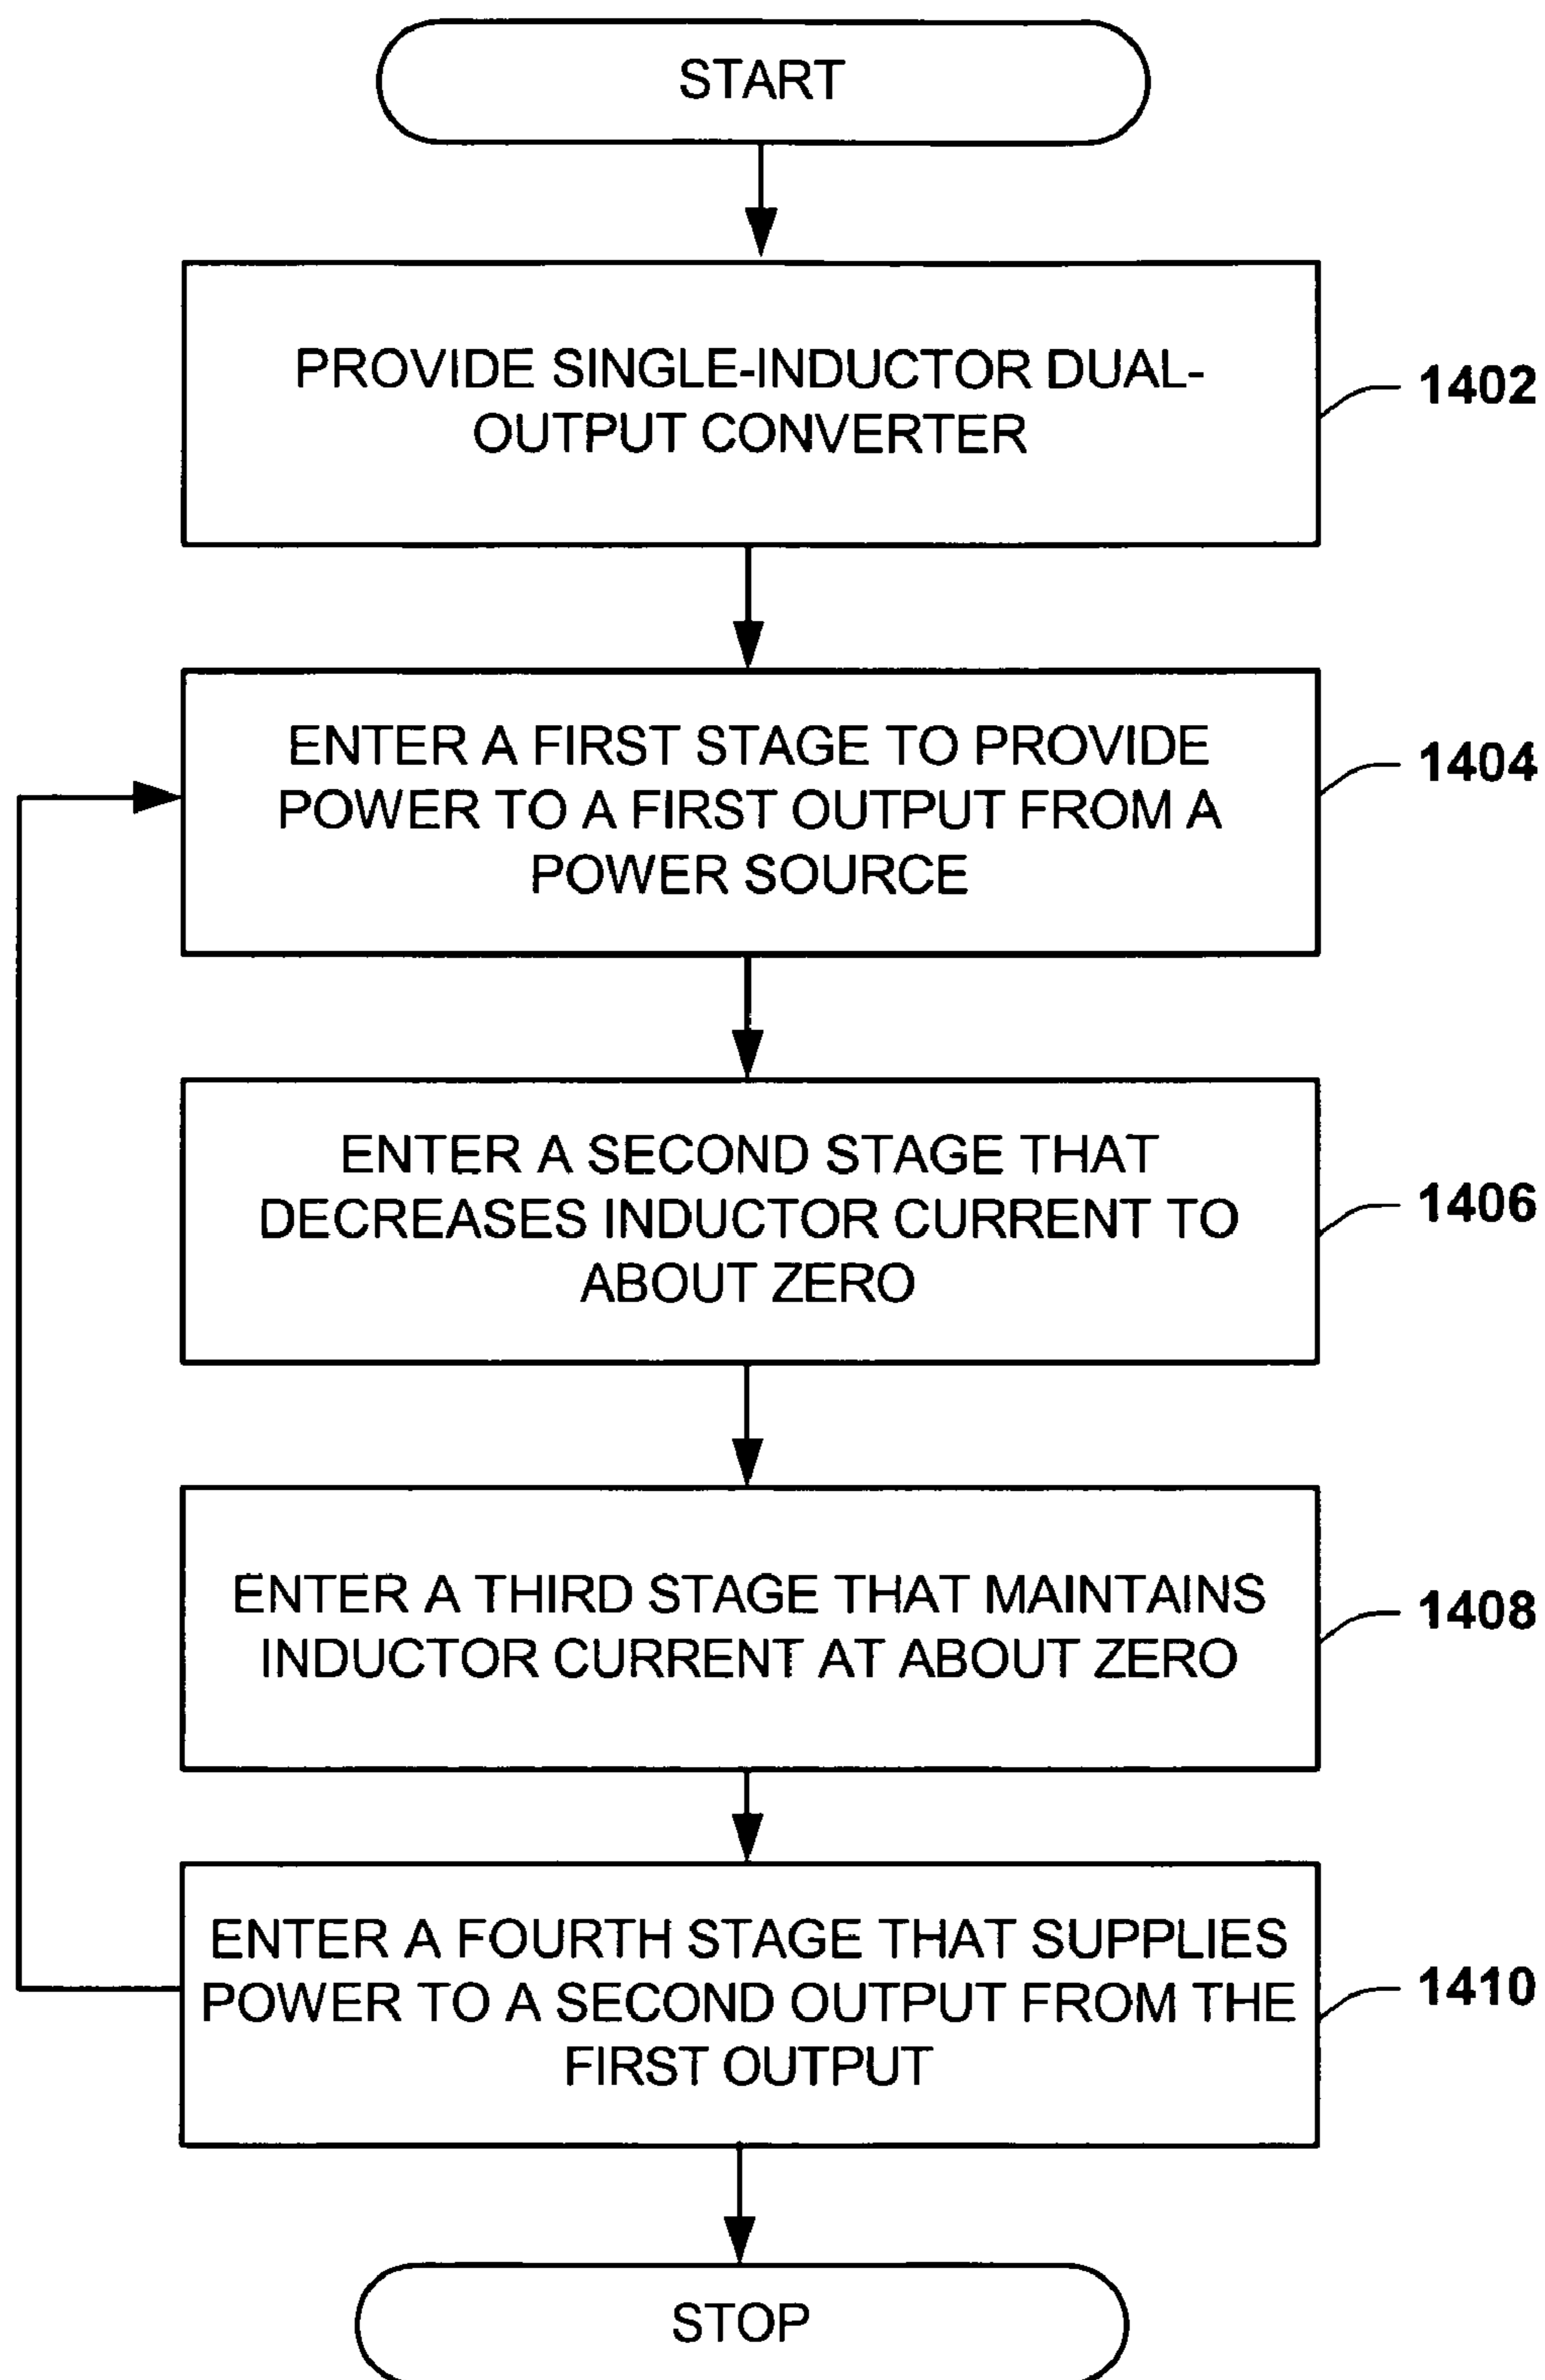 START
PROVIDE SINGLE-INDUCTOR DUAL-
OUTPUT CONVERTER
1402
ENTER A FIRST STAGE TO PROVIDE
POWER TO A FIRST OUTPUT FROM A
POWER SOURCE
1404
ENTER A SECOND STAGE THAT
DECREASES INDUCTOR CURRENT TO
ABOUT ZERO
1406
ENTER A THIRD STAGE THAT MAINTAINS
INDUCTOR CURRENT AT ABOUT ZERO
1408
ENTER A FOURTH STAGE THAT SUPPLIES
POWER TO A SECOND OUTPUT FROM THE
FIRST OUTPUT
1410
STOP